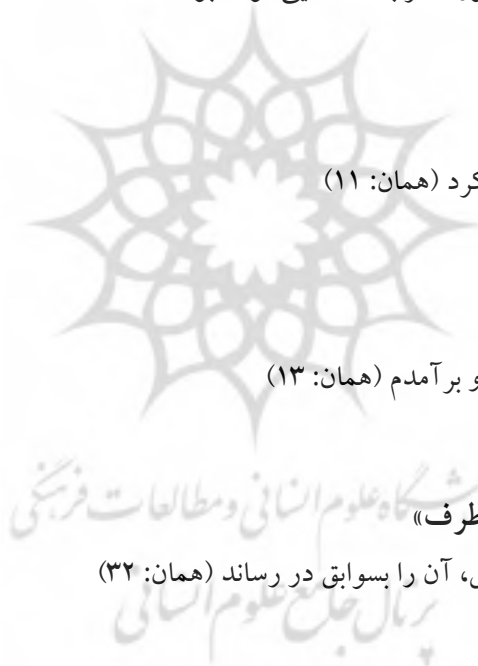 کرد (همان: ۱۱)
و برآمدم (همان: ۱۳)
شگاه علوم انسانی و مطالعات فرهنگی
طرف»
، آن را بسوابق در رساند (همان: ۳۲)
پرتال جامع علوم انسانی